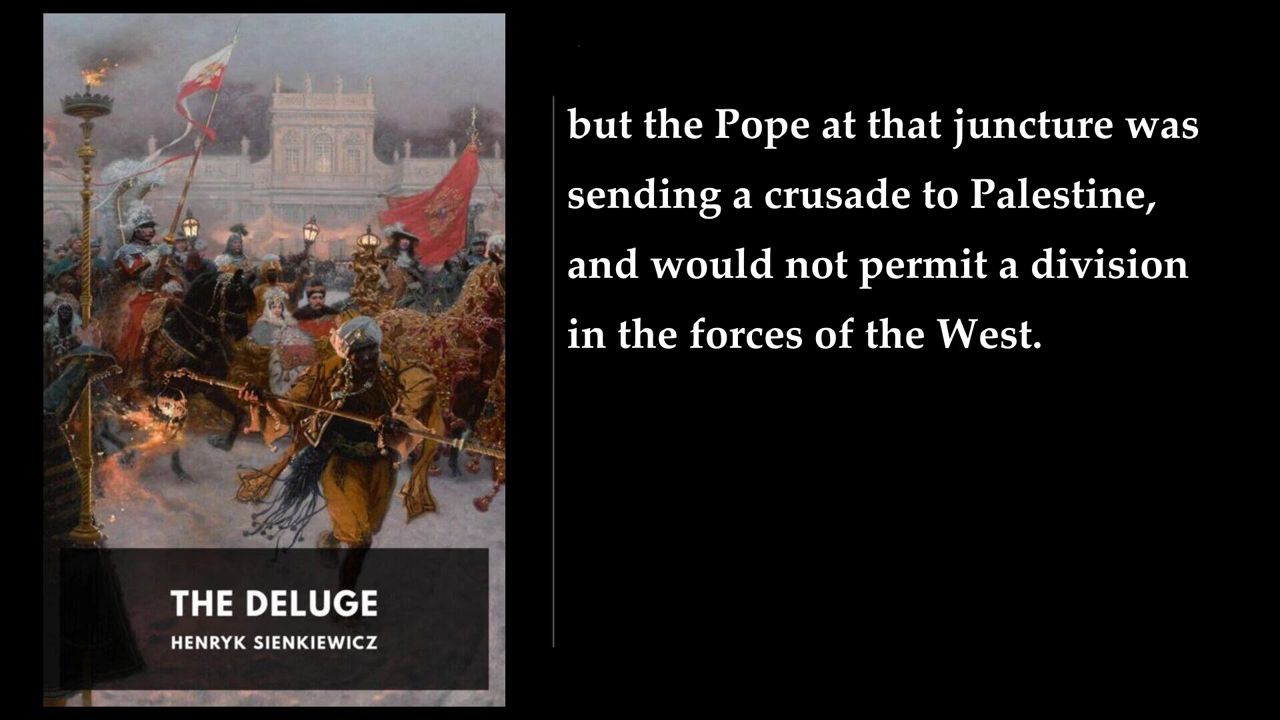 but the Pope at that juncture was
sending a crusade to Palestine,
and would not permit a division
in the forces of the West.
THE DELUGE
HENRYK SIENKIEWICZ